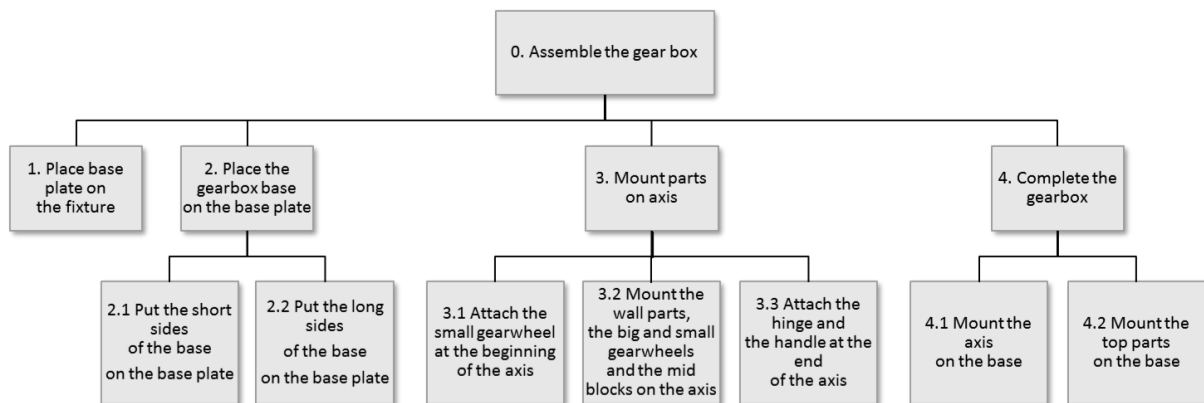 0. Assemble the gear box
1. Place base
plate on
the fixture
2. Place the
gearbox base
on the base plate
3. Mount parts
on axis
4. Complete the
gearbox
2.1 Put the short
sides
of the base
on the base plate
2.2 Put the long
sides
of the base
on the base plate
3.1 Attach the
small gearwheel
at the beginning
of the axis
3.2 Mount the
wall parts,
the big and small
gearwheels
and the mid
blocks on the axis
3.3 Attach the
hinge and
the handle at the
end
of the axis
4.1 Mount the
axis
on the base
4.2 Mount the
top parts
on the base